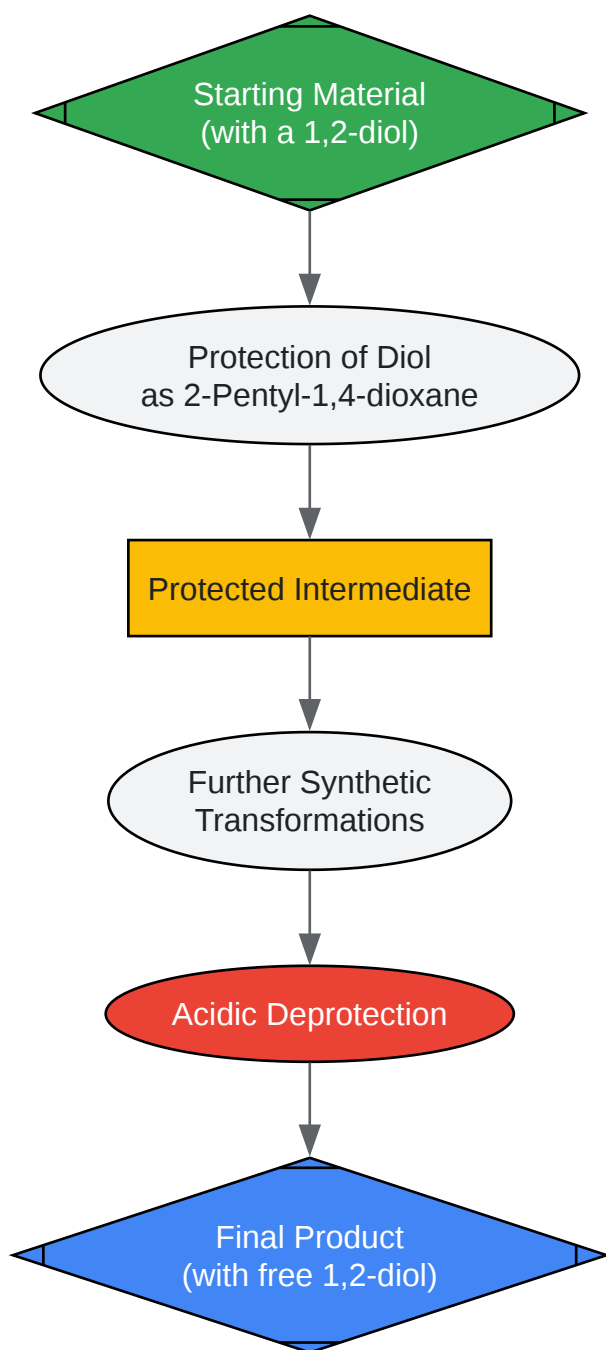 Starting Material
(with a 1,2-diol)
Protection of Diol
as 2-Pentyl-1,4-dioxane
Protected Intermediate
Further Synthetic
Transformations
Acidic Deprotection
Final Product
(with free 1,2-diol)